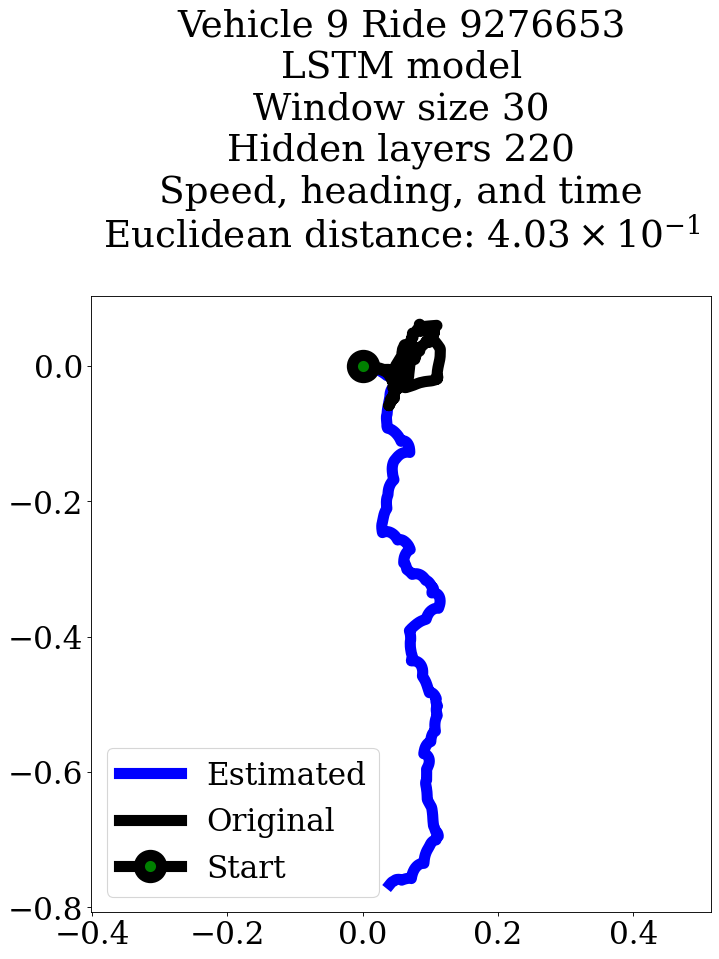 Vehicle 9 Ride 9276653
LSTM model
Window size 30
Hidden layers 220
Speed, heading, and time
Euclidean distance: 4.03 × 10⁻¹
0.0
−0.2
−0.4
−0.6
−0.8
Estimated
Original
Start
−0.4 −0.2 0.0 0.2 0.4